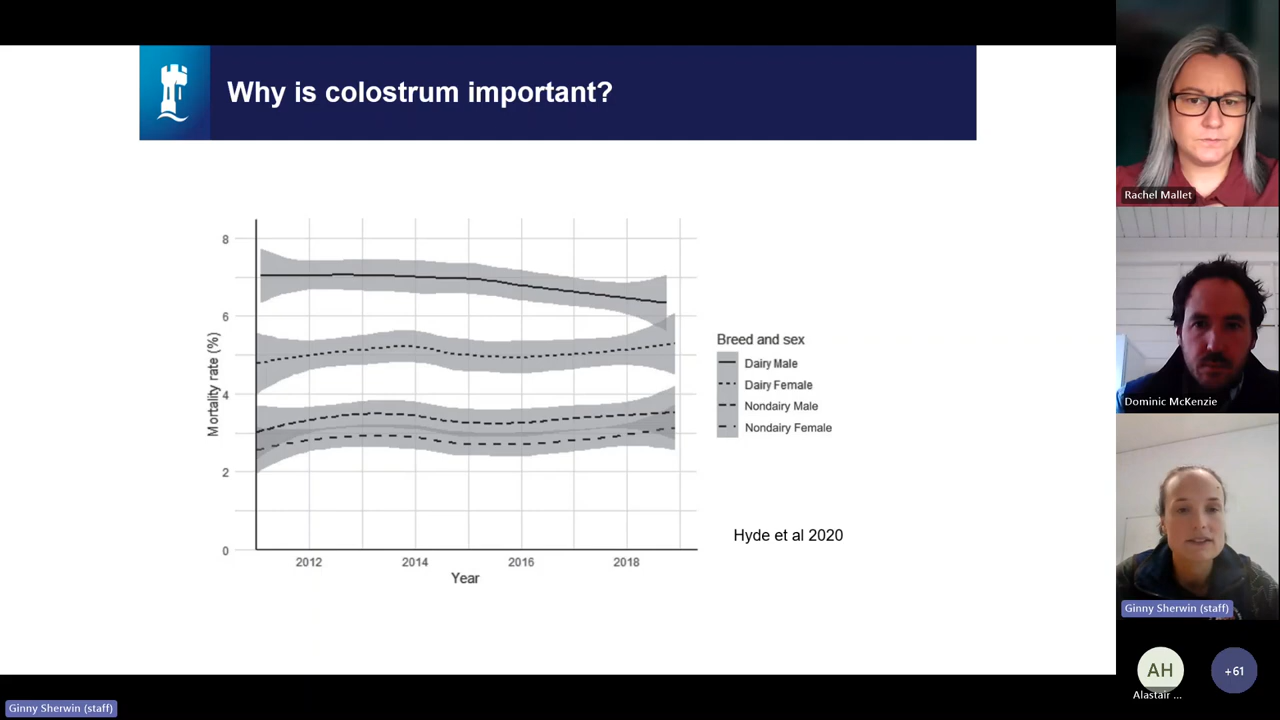 Why is colostrum important?
8
6
4
2
0
Mortality rate (%)
2012
2014
2016
2018
Year
Breed and sex
Dairy Male
Dairy Female
Nondairy Male
Nondairy Female
Hyde et al 2020
Rachel Mallet
Dominic McKenzie
Ginny Sherwin (staff)
AH
+61
Alastair ...
Ginny Sherwin (staff)